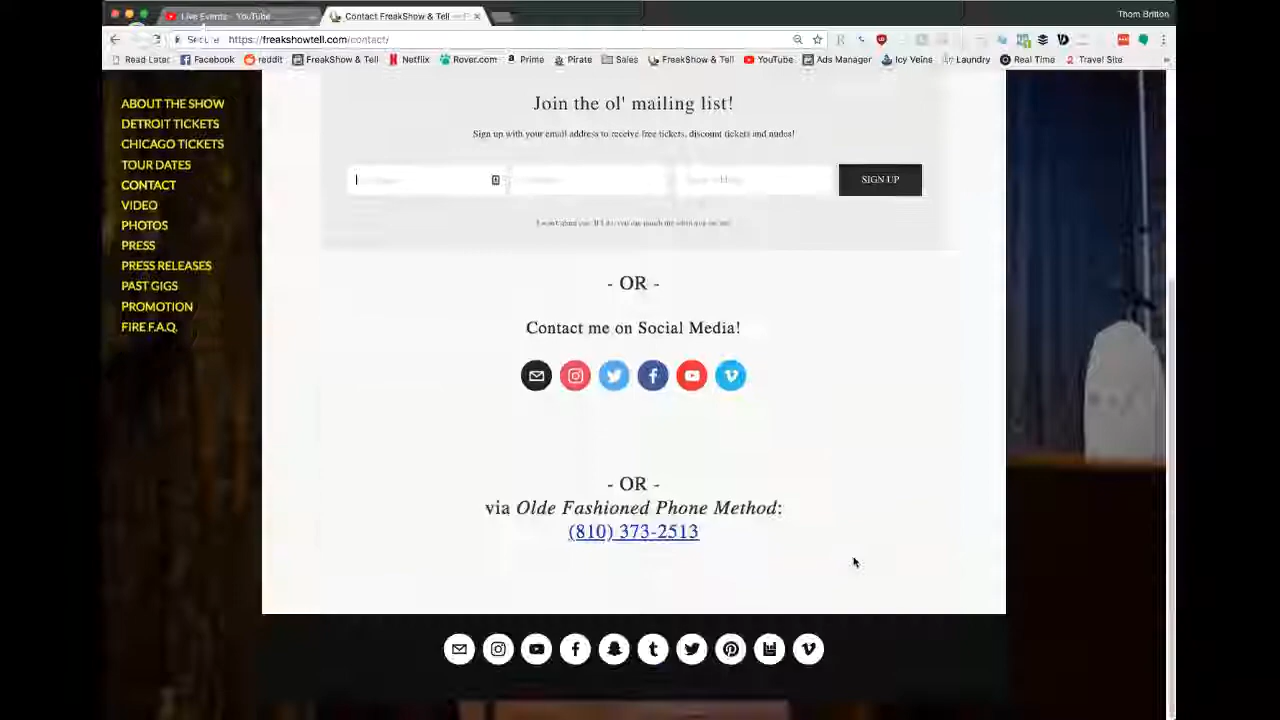 Live Events - YouTube
Contact FreakShow & Tell
Thom Britton
https://freakshowtell.com/contact/
Read Later
Facebook
reddit
FreakShow & Tell
Netflix
Rover.com
Prime
Pirate
Sales
FreakShow & Tell
YouTube
Ads Manager
Icy Veins
Laundry
Real Time
Travel Site
ABOUT THE SHOW
DETROIT TICKETS
CHICAGO TICKETS
TOUR DATES
CONTACT
VIDEO
PHOTOS
PRESS
PRESS RELEASES
PAST GIGS
PROMOTION
FIRE F.A.Q.
Join the ol' mailing list!
Sign up with your email address to receive free tickets, discount tickets and nudes!
SIGN UP
- OR -
Contact me on Social Media!
- OR -
via Olde Fashioned Phone Method:
(810) 373-2513